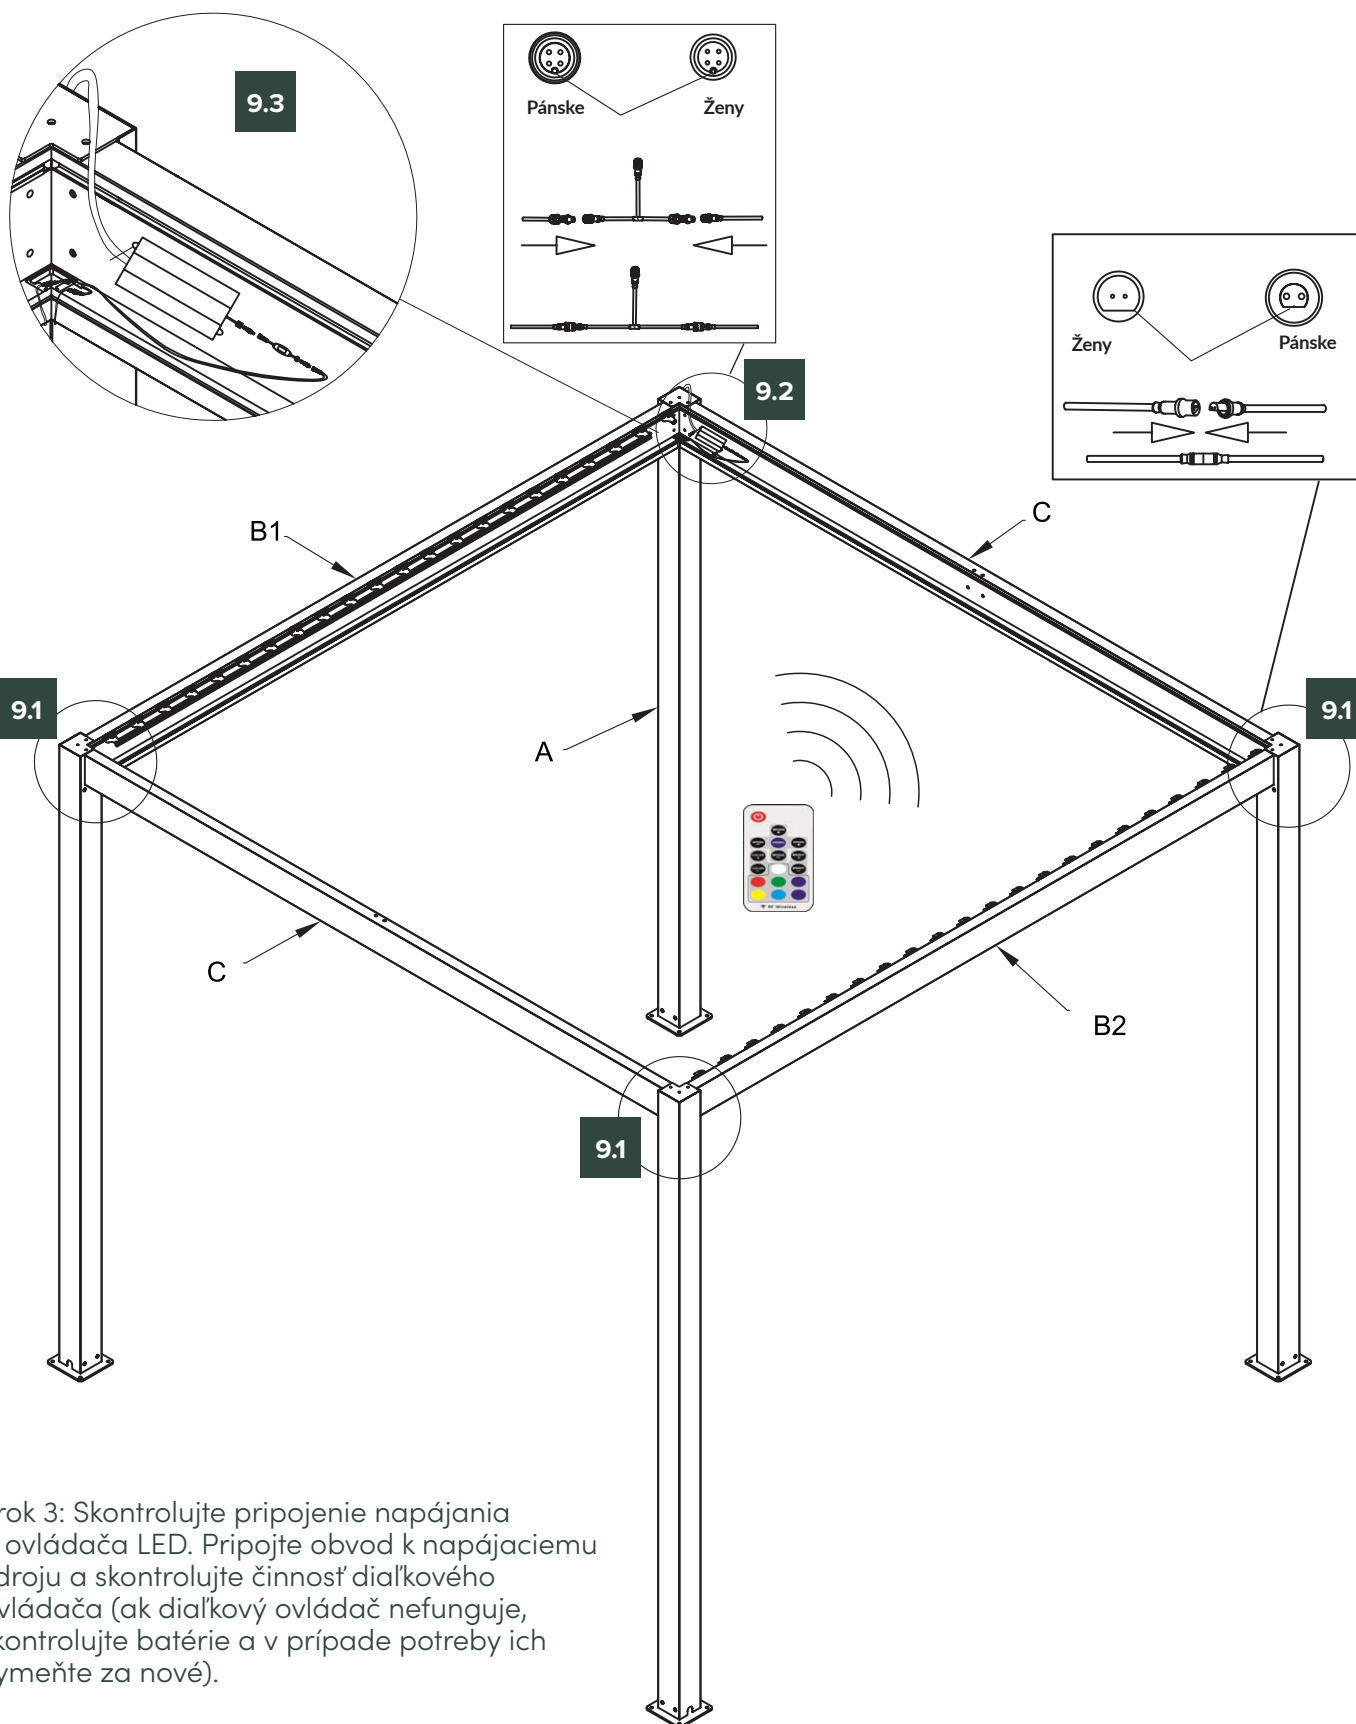 9.3
Pánske
Ženy
Ženy
Pánske
9.2
B1
C
9.1
9.1
A
RF Wireless
C
B2
9.1
rok 3: Skontrolujte pripojenie napájania
ovládača LED. Pripojte obvod k napájaciemu
droju a skontrolujte činnosť diaľkového
vládača (ak diaľkový ovládač nefunguje,
kontrolujte batérie a v prípade potreby ich
ymeňte za nové).